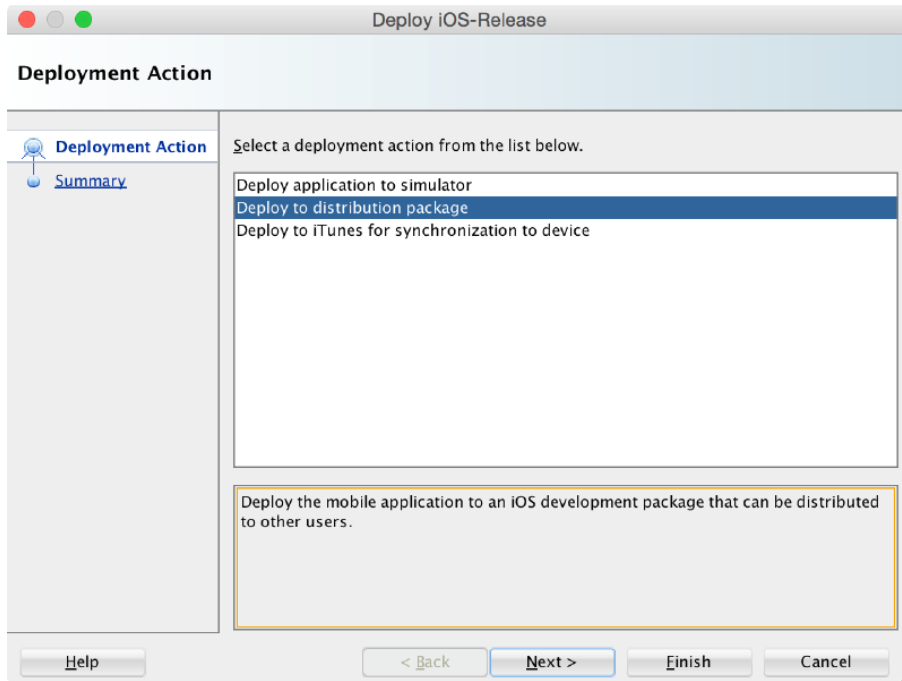 Deploy iOS-Release
Deployment Action
Deployment Action
Summary
Select a deployment action from the list below.
Deploy application to simulator
Deploy to distribution package
Deploy to iTunes for synchronization to device
Deploy the mobile application to an iOS development package that can be distributed
to other users.
Help
< Back
Next >
Finish
Cancel